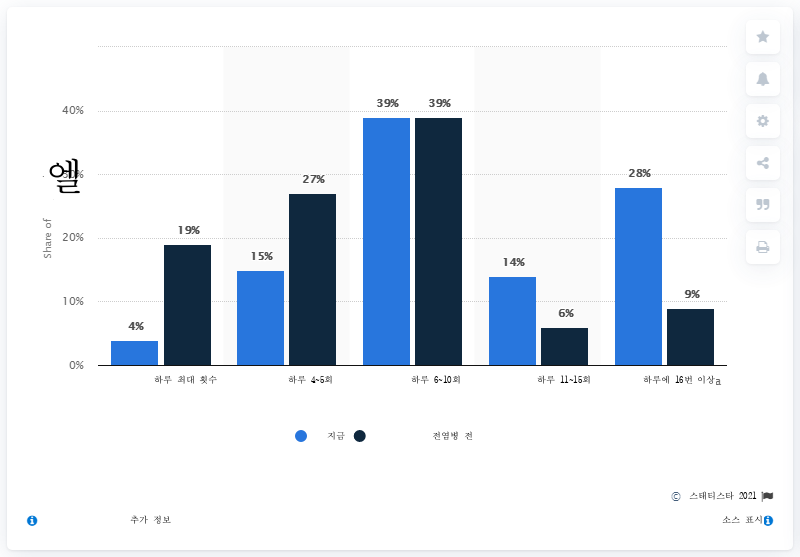 39% 39%
40%
28%
27%
엘
30%
19%
15%
14%
20%
Share of
9%
6%
10%
4%
0%
하루 최대 횟수 하루 4~5회 하루 6~10회 하루 11~15회 하루에 16번 이상a
지금 전염병 전
© 스태티스타 2021
추가 정보 소스 표시